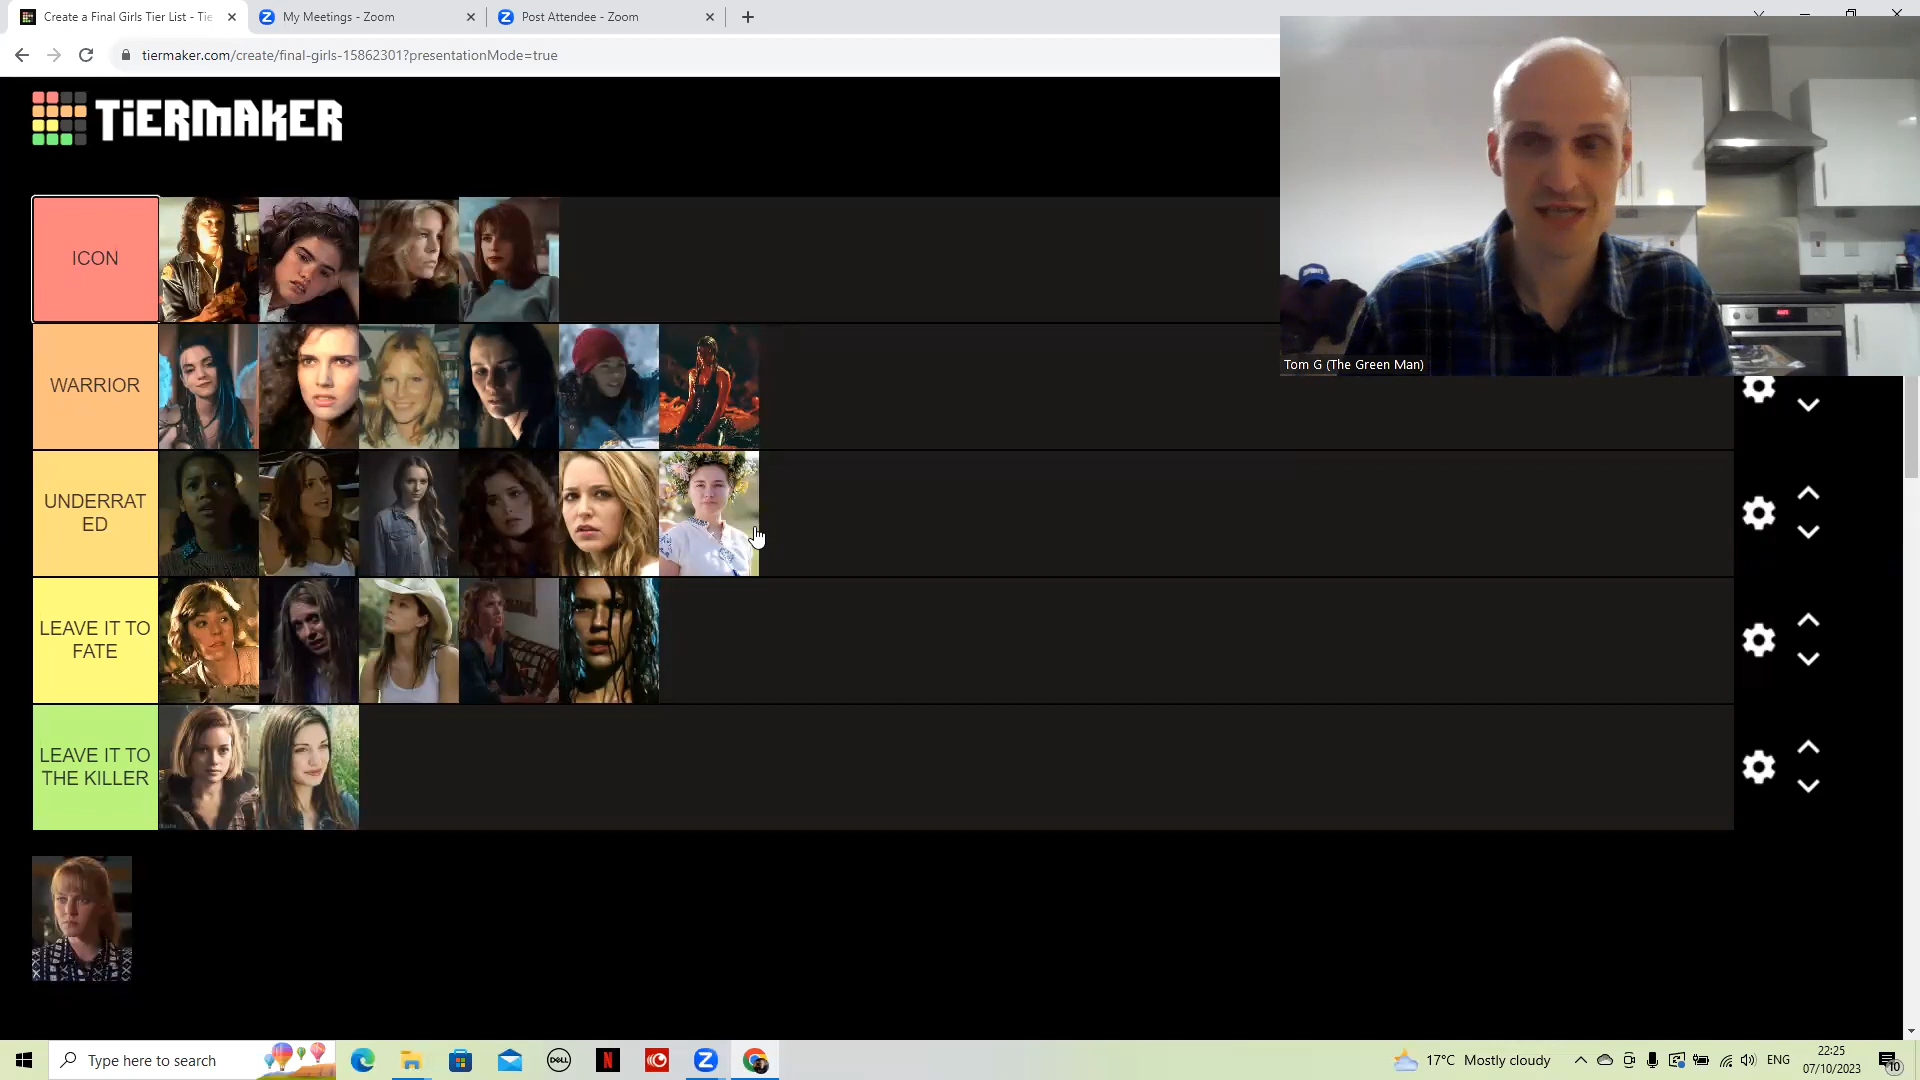 Create a Final Girls Tier List - Tie
My Meetings - Zoom
Post Attendee - Zoom
tiermaker.com/create/final-girls-15862301?presentationMode=true
TiERMAKER
Tom G (The Green Man)
ICON
WARRIOR
UNDERRAT
ED
LEAVE IT TO
FATE
LEAVE IT TO
THE KILLER
Type here to search
DELL
N
17°C Mostly cloudy
ENG
22:25
07/10/2023
10